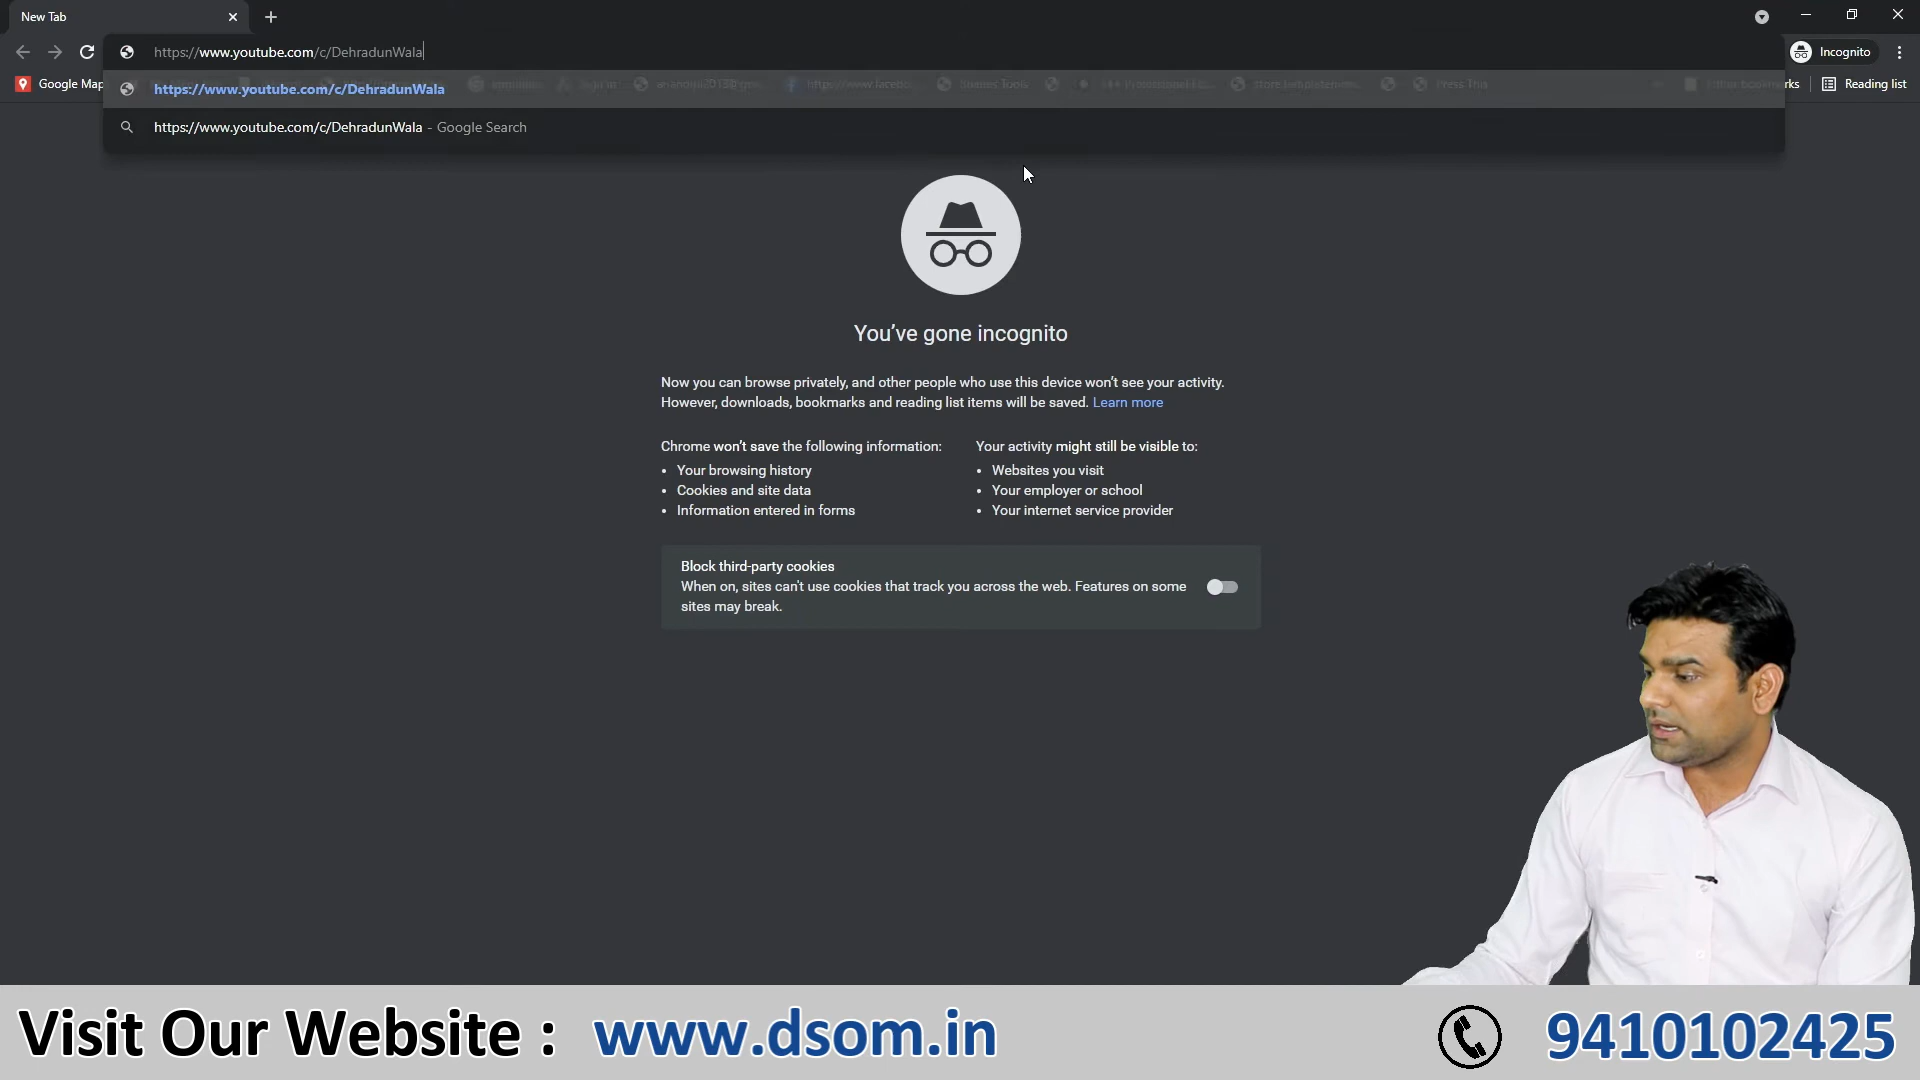 New Tab
https://www.youtube.com/c/DehradunWala
Incognito
Google Map
https://www.youtube.com/c/DehradunWala
Press This
ks
Reading list
https://www.youtube.com/c/DehradunWala - Google Search
You've gone incognito
Now you can browse privately, and other people who use this device won't see your activity.
However, downloads, bookmarks and reading list items will be saved. Learn more
Chrome won't save the following information:
Your browsing history
Cookies and site data
Information entered in forms
Your activity might still be visible to:
Websites you visit
Your employer or school
Your internet service provider
Block third-party cookies
When on, sites can't use cookies that track you across the web. Features on some
sites may break.
Visit Our Website : www.dsom.in
9410102425